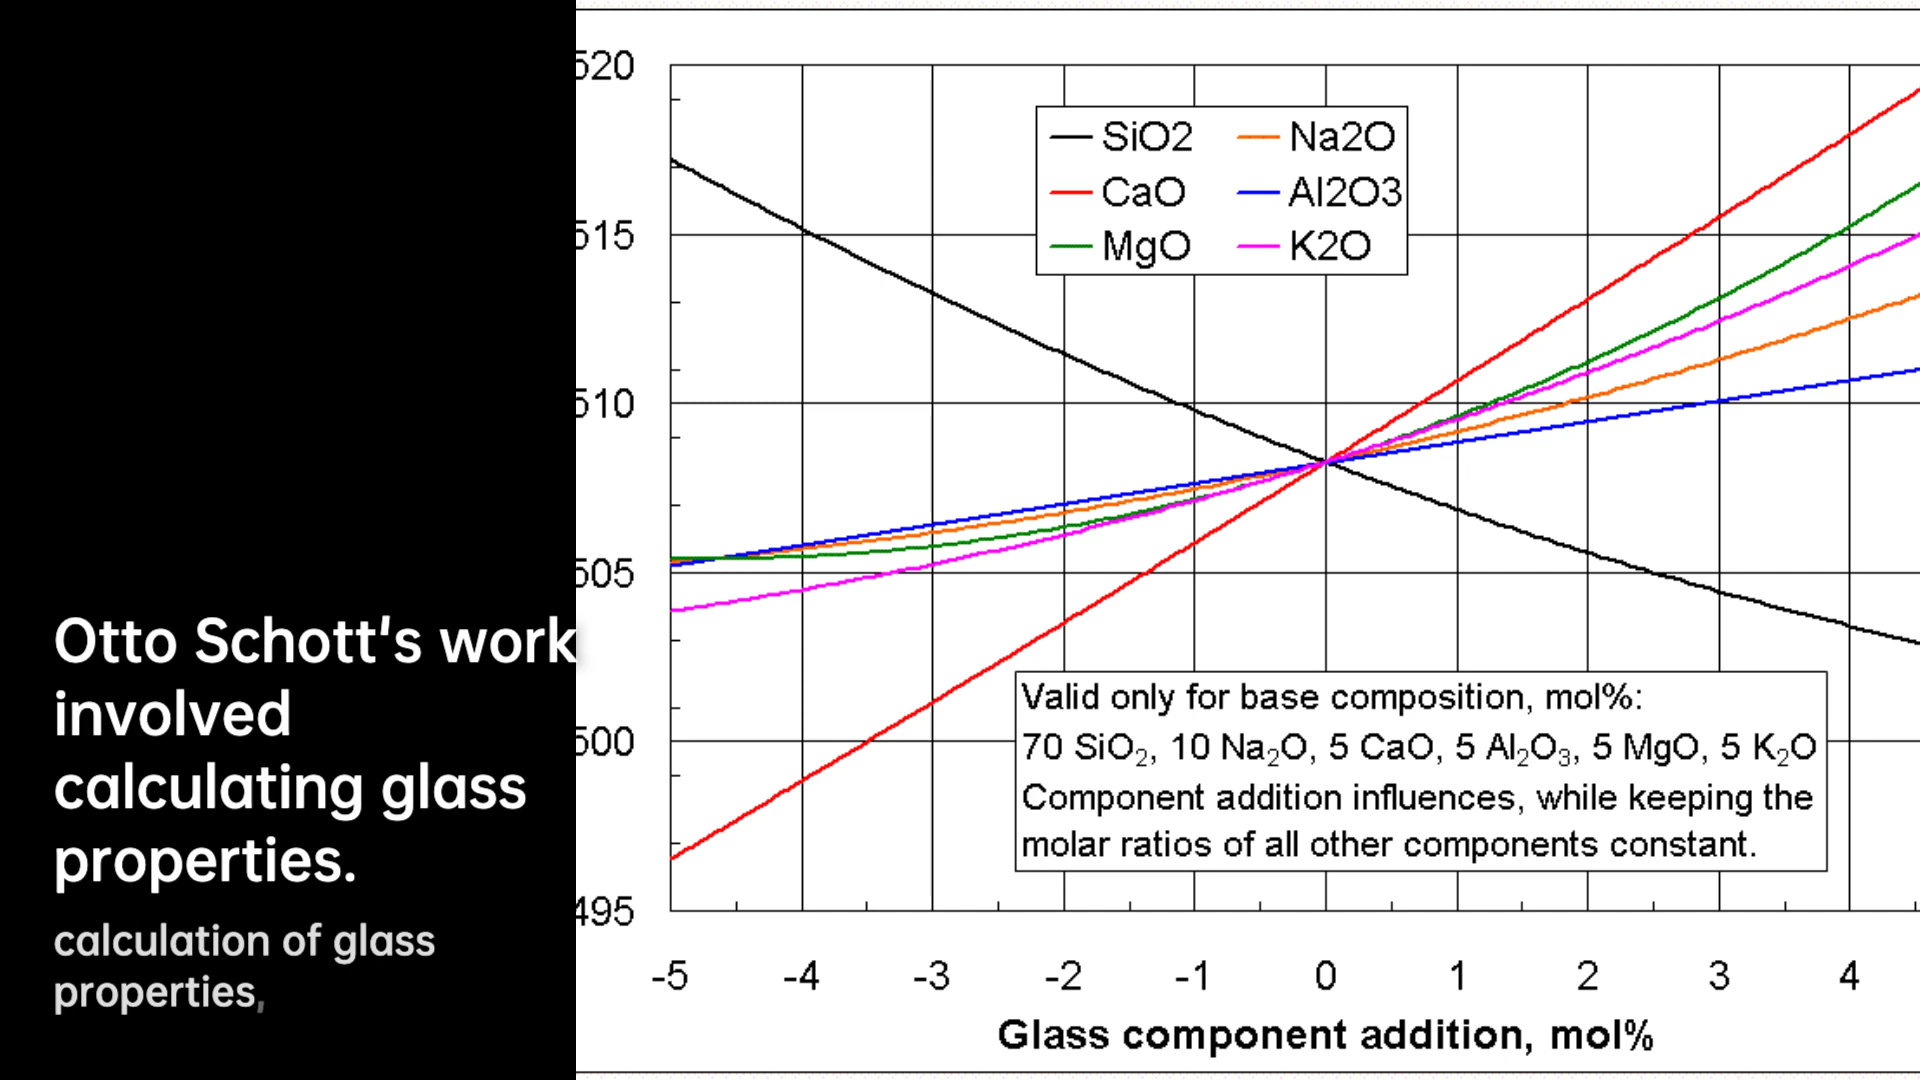 Otto Schott's work
involved
calculating glass
properties.
calculation of glass
properties,
520
515
510
505
500
495
SiO2 Na2O
CaO Al2O3
MgO K2O
Valid only for base composition, mol%:
70 SiO₂, 10 Na₂O, 5 CaO, 5 Al₂O₃, 5 MgO, 5 K₂O
Component addition influences, while keeping the
molar ratios of all other components constant.
-5 -4 -3 -2 -1 0 1 2 3 4
Glass component addition, mol%